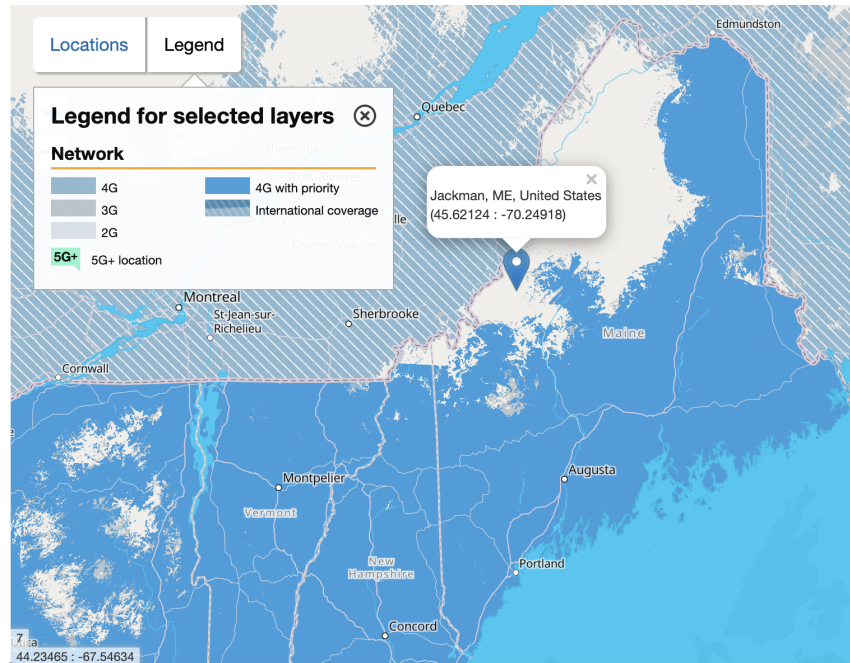 Locations
Legend
Edmundston
Legend for selected layers
Quebec
Network
4G
4G with priority
3G
International coverage
2G
5G+
5G+ location
Jackman, ME, United States
(45.62124 : -70.24918)
Montreal
St-Jean-sur-
Richelieu
Sherbrooke
Maine
Cornwall
Augusta
Montpelier
Vermont
New
Hampshire
Portland
Concord
7
44.23465 : -67.54634